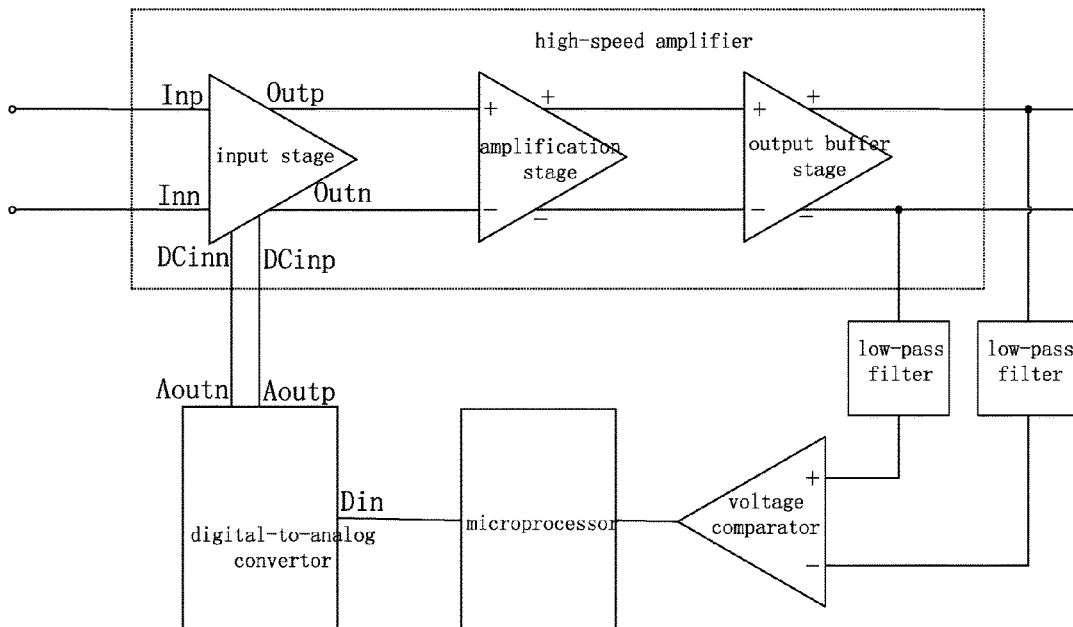 high-speed amplifier
Inp
Outp
+
+
+
+
input stage
amplification
stage
output buffer
stage
Inn
Outn
−
−
−
−
DCinn
DCinp
low-pass
filter
low-pass
filter
Aoutn
Aoutp
Din
digital-to-analog
convertor
microprocessor
+
voltage
comparator
−